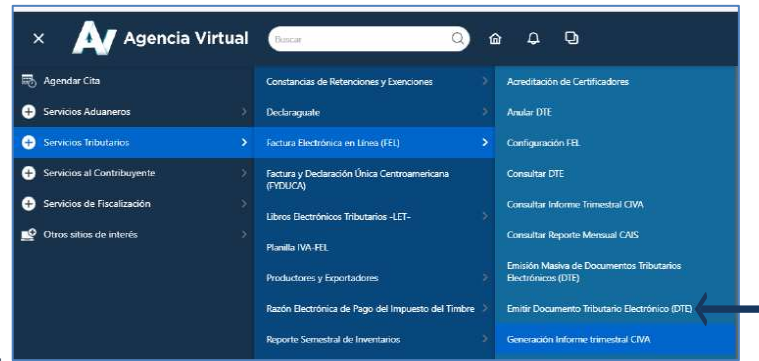 Agencia Virtual
Buscar
Agendar Cita
Servicios Aduaneros
Servicios Tributarios
Servicios al Contribuyente
Servicios de Fiscalización
Otros sitios de interés
Constancias de Retenciones y Exenciones
Declaraguate
Factura Electrónica en Línea (FEL)
Factura y Declaración Única Centroamericana
(FYDUCA)
Libros Electrónicos Tributarios -LET-
Planilla IVA-FEL
Productores y Exportadores
Razón Electrónica de Pago del Impuesto del Timbre
Reporte Semestral de Inventarios
Acreditación de Certificadores
Anular DTE
Configuración FEL
Consultar DTE
Consultar Informe Trimestral CIVA
Consultar Reporte Mensual CAIS
Emisión Masiva de Documentos Tributarios
Electrónicos (DTE)
Emitir Documento Tributario Electrónico (DTE)
Generación Informe trimestral CIVA